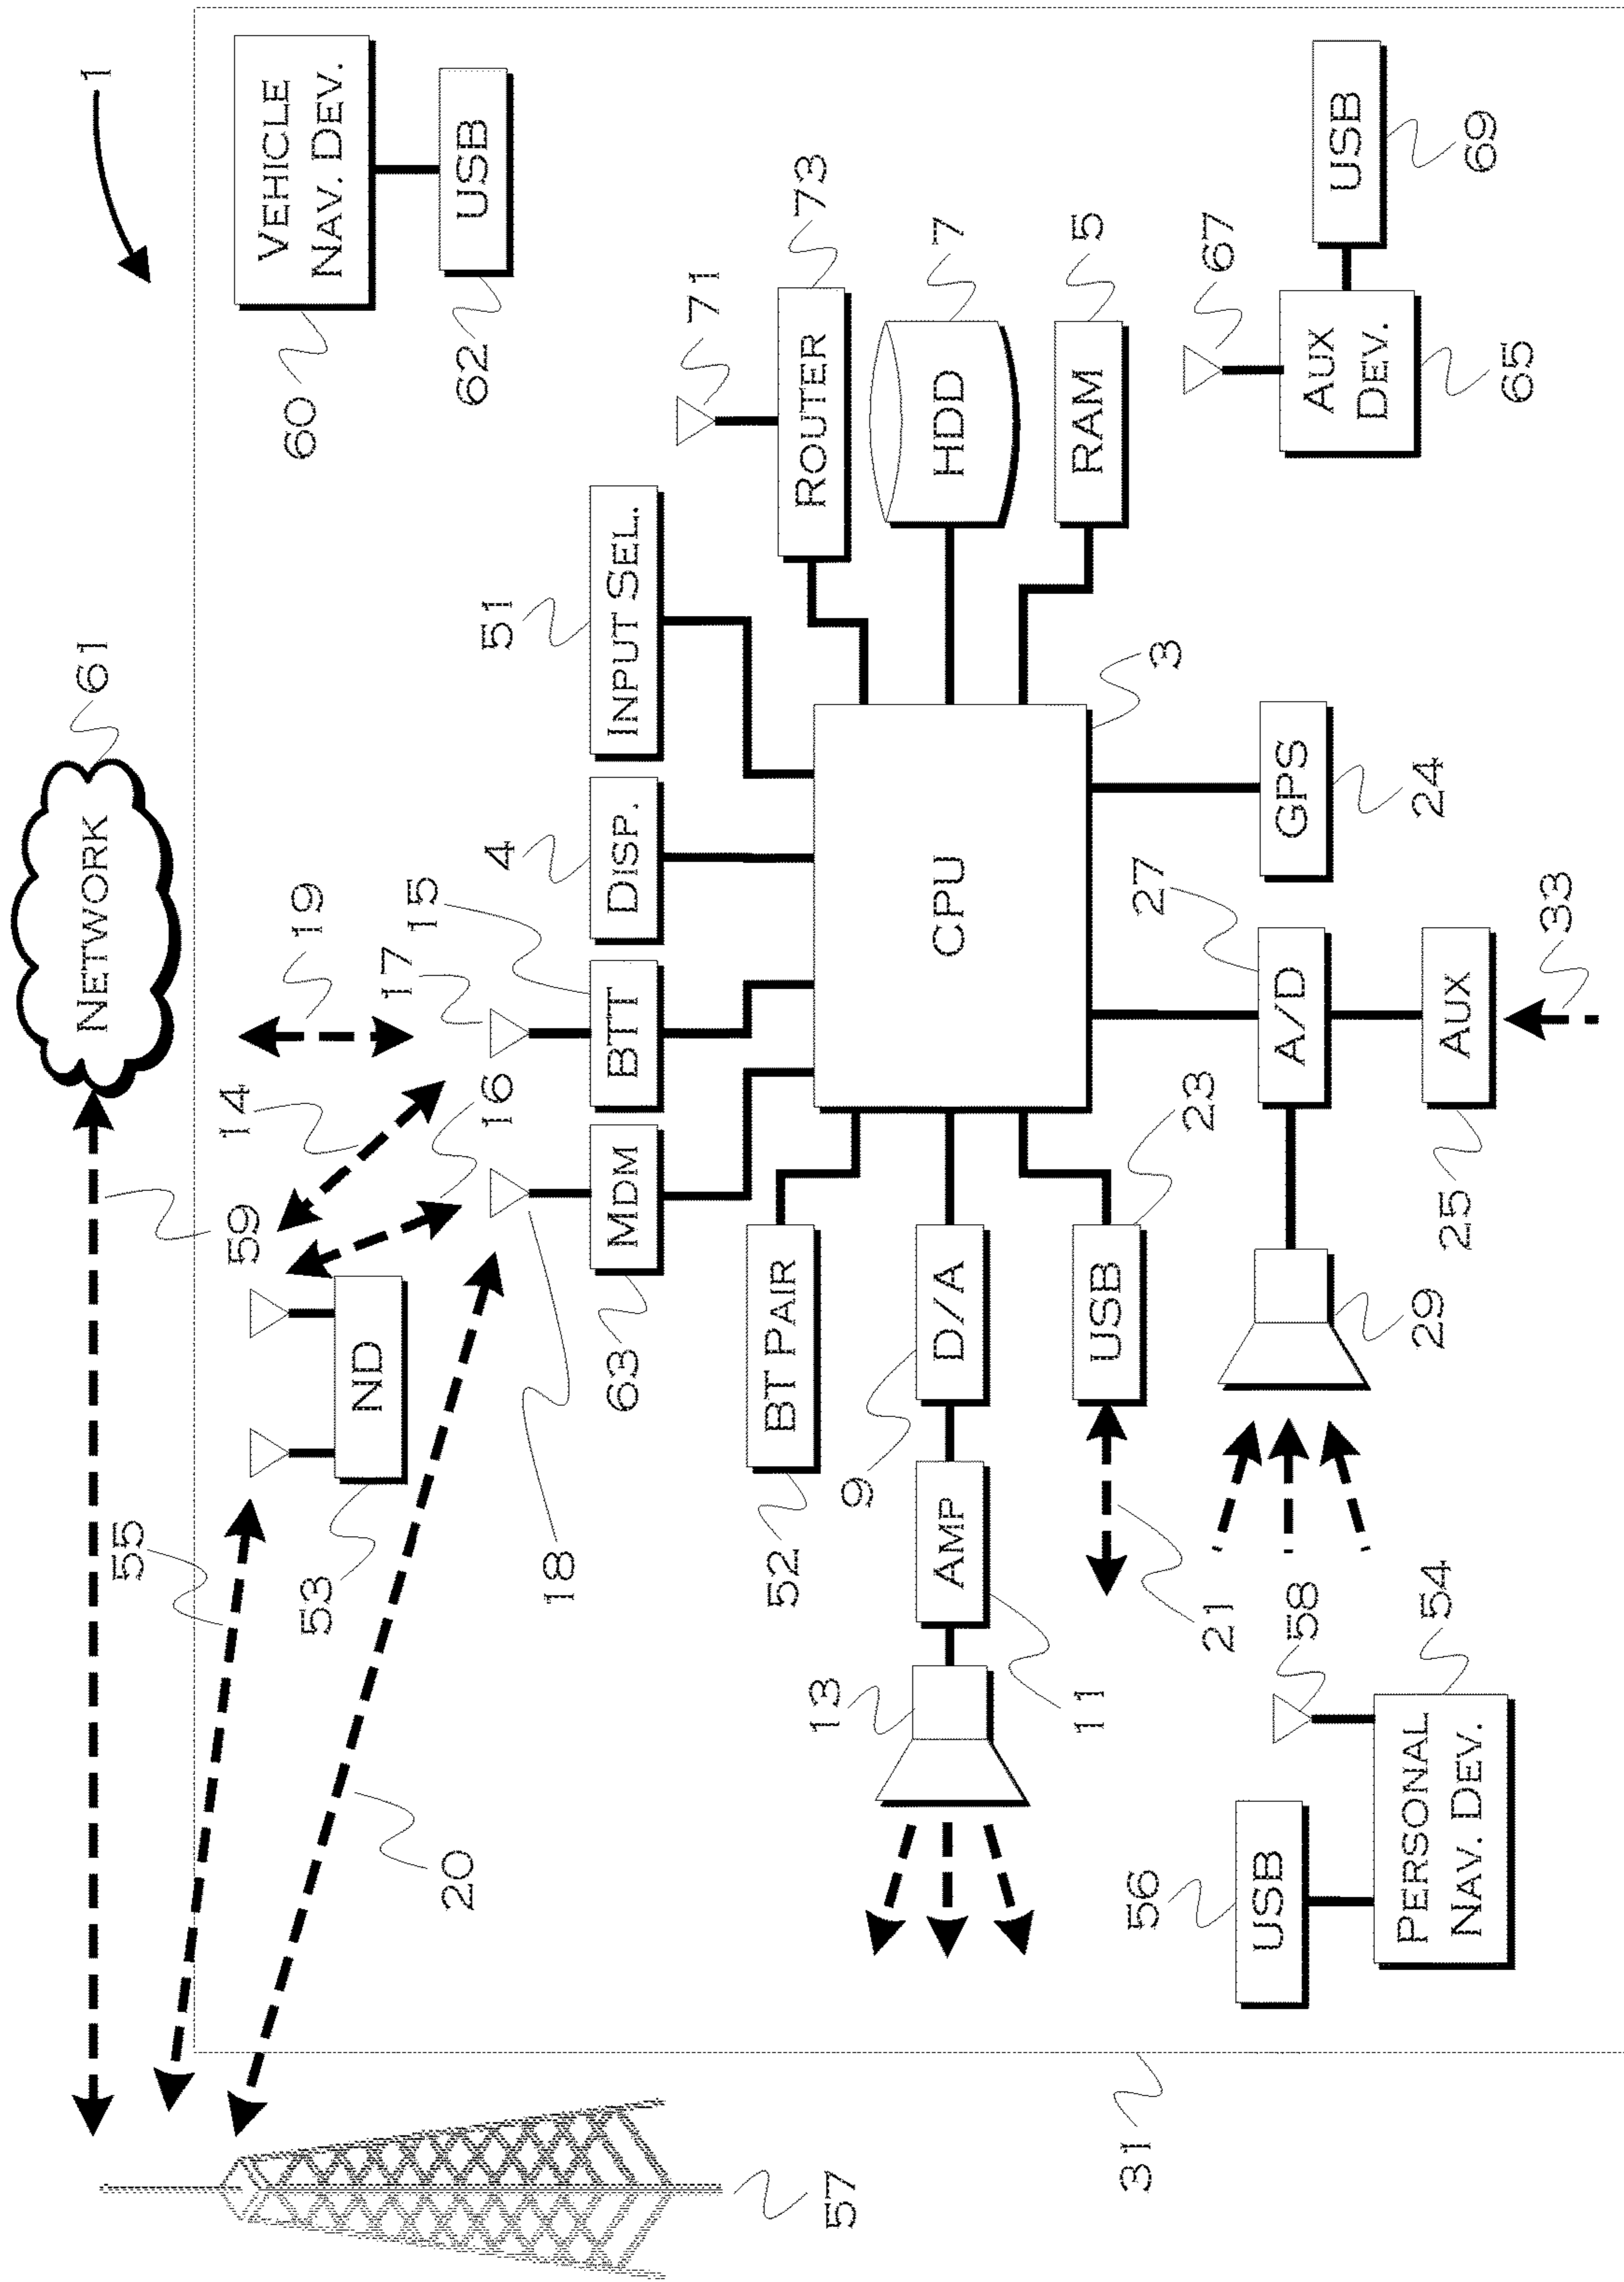 1
VEHICLE
NAV. DEV.
60
USB
62
NETWORK
61
59
55
20
57
31
ND
53
14
16
19
17
15
18
MDM
63
BTT
DISP.
4
INPUT SEL.
51
71
ROUTER
73
HDD
7
RAM
5
CPU
3
BT PAIR
52
D/A
9
AMP
11
13
USB
23
21
GPS
24
A/D
27
AUX
25
33
29
USB
56
58
PERSONAL
NAV. DEV.
54
67
AUX
DEV.
65
USB
69